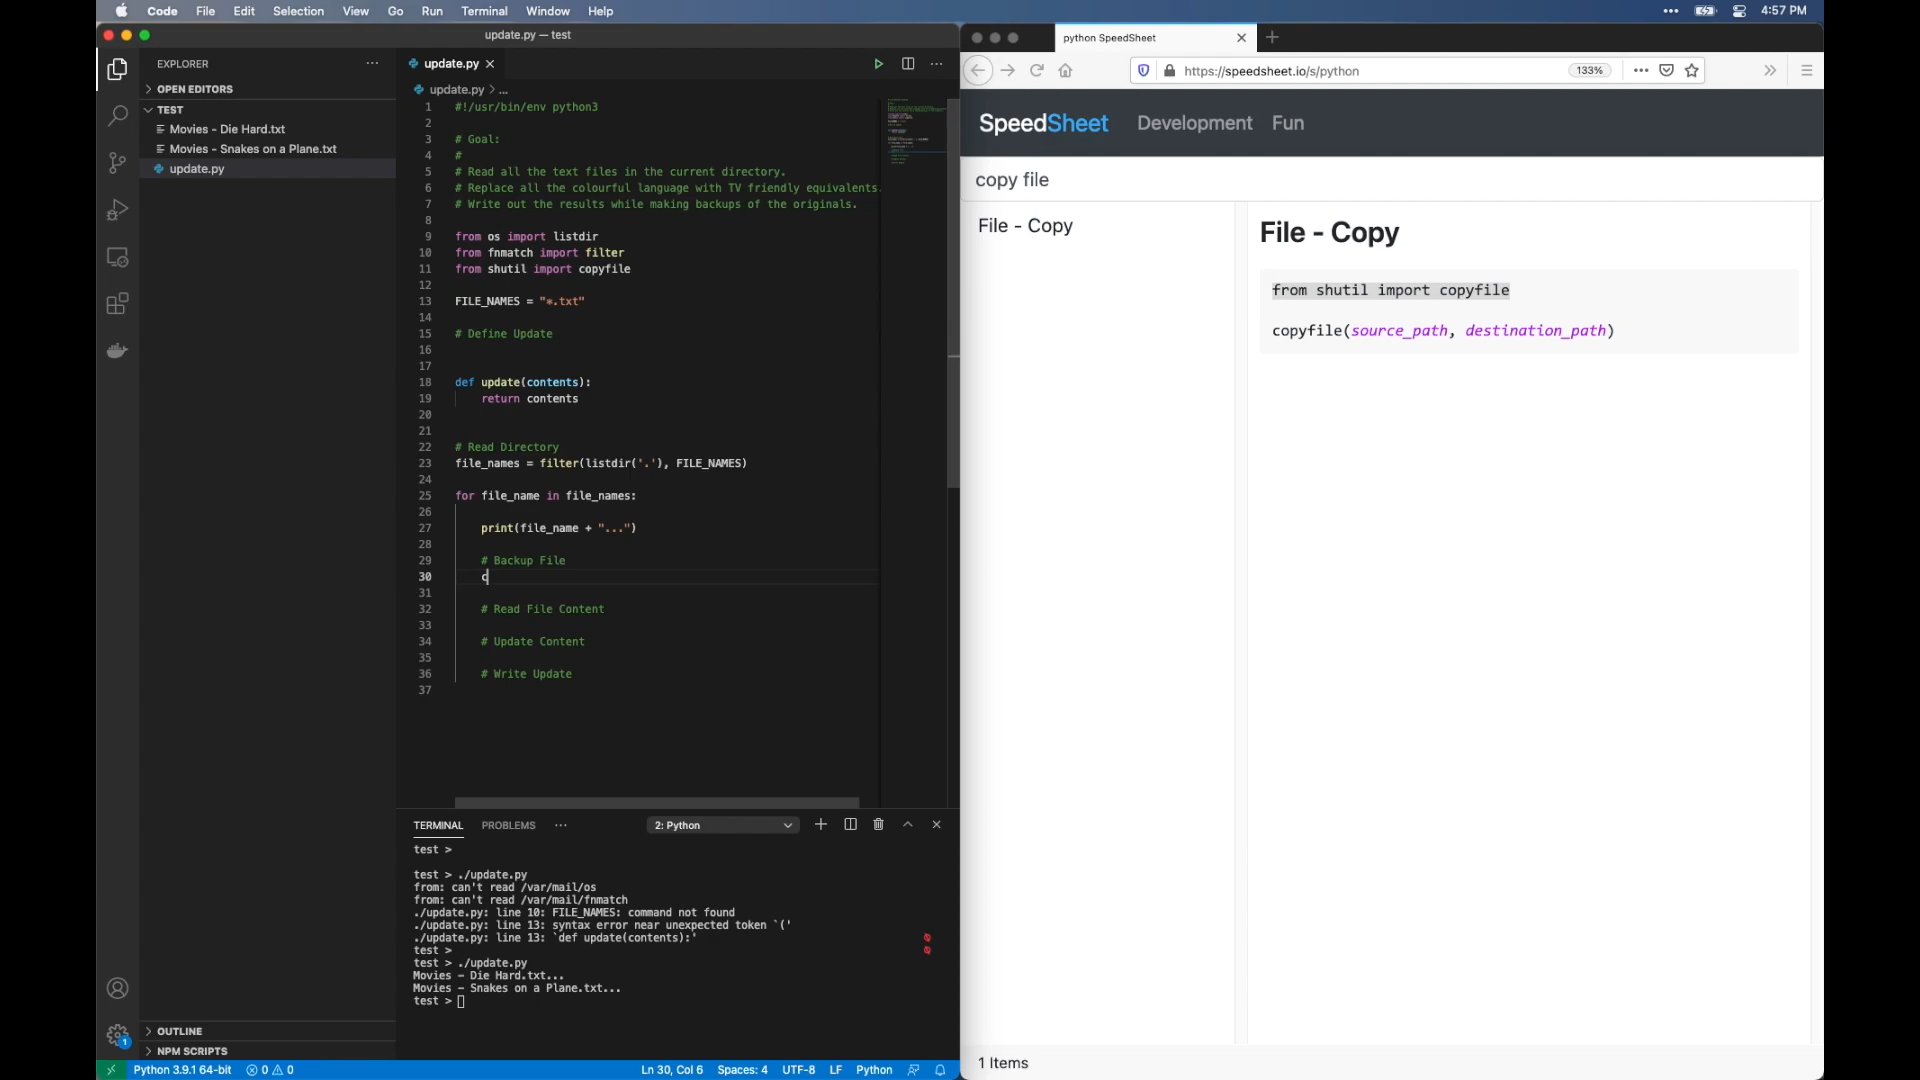 Code File Edit Selection View Go Run Terminal Window Help
4:57 PM
update.py — test
EXPLORER
OPEN EDITORS
TEST
Movies - Die Hard.txt
Movies - Snakes on a Plane.txt
update.py
OUTLINE
NPM SCRIPTS
update.py
update.py > ...
1 #!/usr/bin/env python3
2
3 # Goal:
4 #
5 # Read all the text files in the current directory.
6 # Replace all the colourful language with TV friendly equivalents.
7 # Write out the results while making backups of the originals.
8
9 from os import listdir
10 from fnmatch import filter
11 from shutil import copyfile
12
13 FILE_NAMES = "*.txt"
14
15 # Define Update
16
17
18 def update(contents):
19 return contents
20
21
22 # Read Directory
23 file_names = filter(listdir('.'), FILE_NAMES)
24
25 for file_name in file_names:
26
27 print(file_name + "...")
28
29 # Backup File
30 c
31
32 # Read File Content
33
34 # Update Content
35
36 # Write Update
37
TERMINAL PROBLEMS ... 2: Python
test >
test > ./update.py
from: can't read /var/mail/os
from: can't read /var/mail/fnmatch
./update.py: line 10: FILE_NAMES: command not found
./update.py: line 13: syntax error near unexpected token `('
./update.py: line 13: `def update(contents):'
test >
test > ./update.py
Movies - Die Hard.txt...
Movies - Snakes on a Plane.txt...
test >
1
Python 3.9.1 64-bit 0 0 Ln 30, Col 6 Spaces: 4 UTF-8 LF Python
python SpeedSheet
https://speedsheet.io/s/python 133%
SpeedSheet Development Fun
copy file
File - Copy
File - Copy
from shutil import copyfile
copyfile(source_path, destination_path)
1 Items